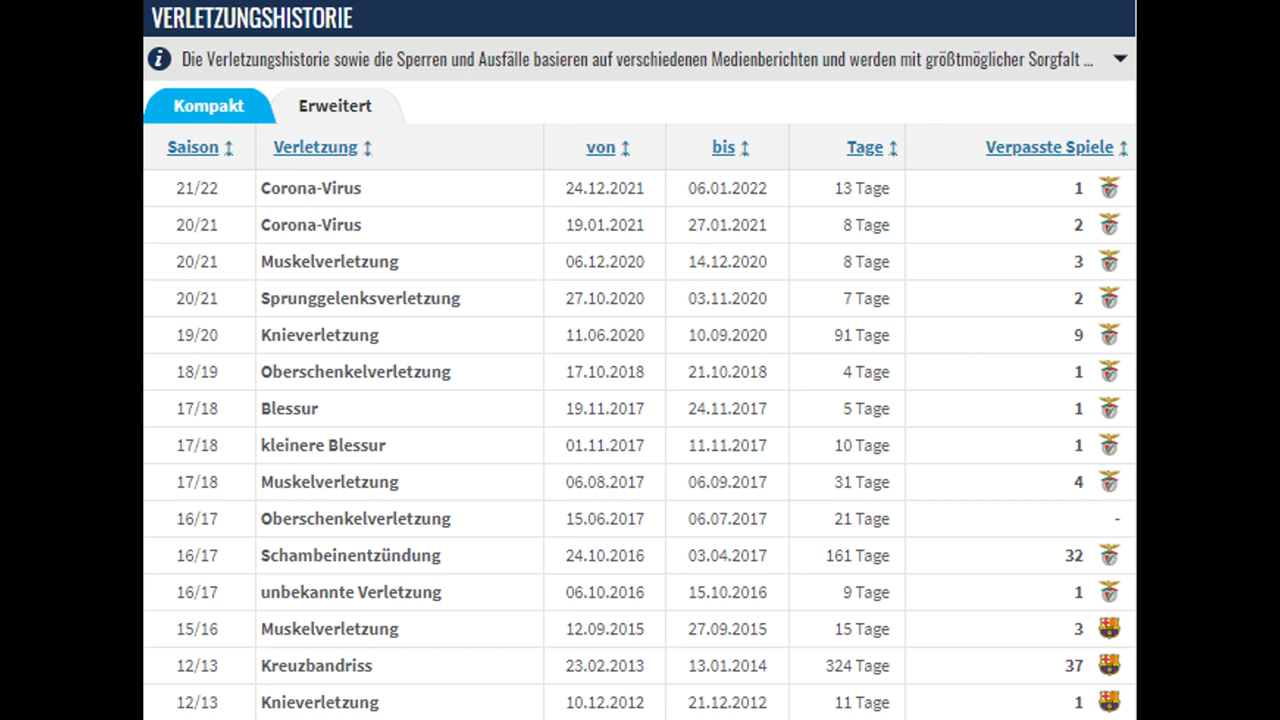 VERLETZUNGSHISTORIE
i Die Verletzungshistorie sowie die Sperren und Ausfälle basieren auf verschiedenen Medienberichten und werden mit größtmöglicher Sorgfalt ...
Kompakt Erweitert
Saison Verletzung von bis Tage Verpasste Spiele
21/22 Corona-Virus 24.12.2021 06.01.2022 13 Tage 1
20/21 Corona-Virus 19.01.2021 27.01.2021 8 Tage 2
20/21 Muskelverletzung 06.12.2020 14.12.2020 8 Tage 3
20/21 Sprunggelenksverletzung 27.10.2020 03.11.2020 7 Tage 2
19/20 Knieverletzung 11.06.2020 10.09.2020 91 Tage 9
18/19 Oberschenkelverletzung 17.10.2018 21.10.2018 4 Tage 1
17/18 Blessur 19.11.2017 24.11.2017 5 Tage 1
17/18 kleinere Blessur 01.11.2017 11.11.2017 10 Tage 1
17/18 Muskelverletzung 06.08.2017 06.09.2017 31 Tage 4
16/17 Oberschenkelverletzung 15.06.2017 06.07.2017 21 Tage -
16/17 Schambeinentzündung 24.10.2016 03.04.2017 161 Tage 32
16/17 unbekannte Verletzung 06.10.2016 15.10.2016 9 Tage 1
15/16 Muskelverletzung 12.09.2015 27.09.2015 15 Tage 3
12/13 Kreuzbandriss 23.02.2013 13.01.2014 324 Tage 37
12/13 Knieverletzung 10.12.2012 21.12.2012 11 Tage 1